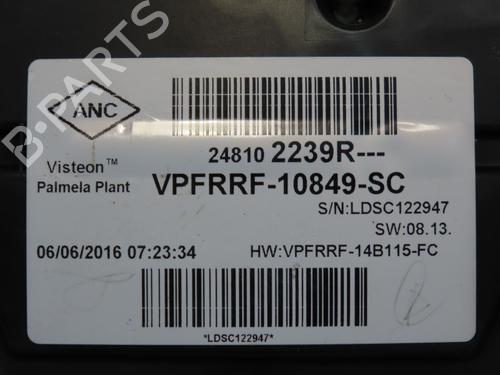 B-PARTS
ANC
Visteon™
Palmela Plant
24810 2239R---
VPFRRF-10849-SC
S/N:LDSC122947
SW:08.13.
06/06/2016 07:23:34
HW:VPFRRF-14B115-FC
*LDSC122947*